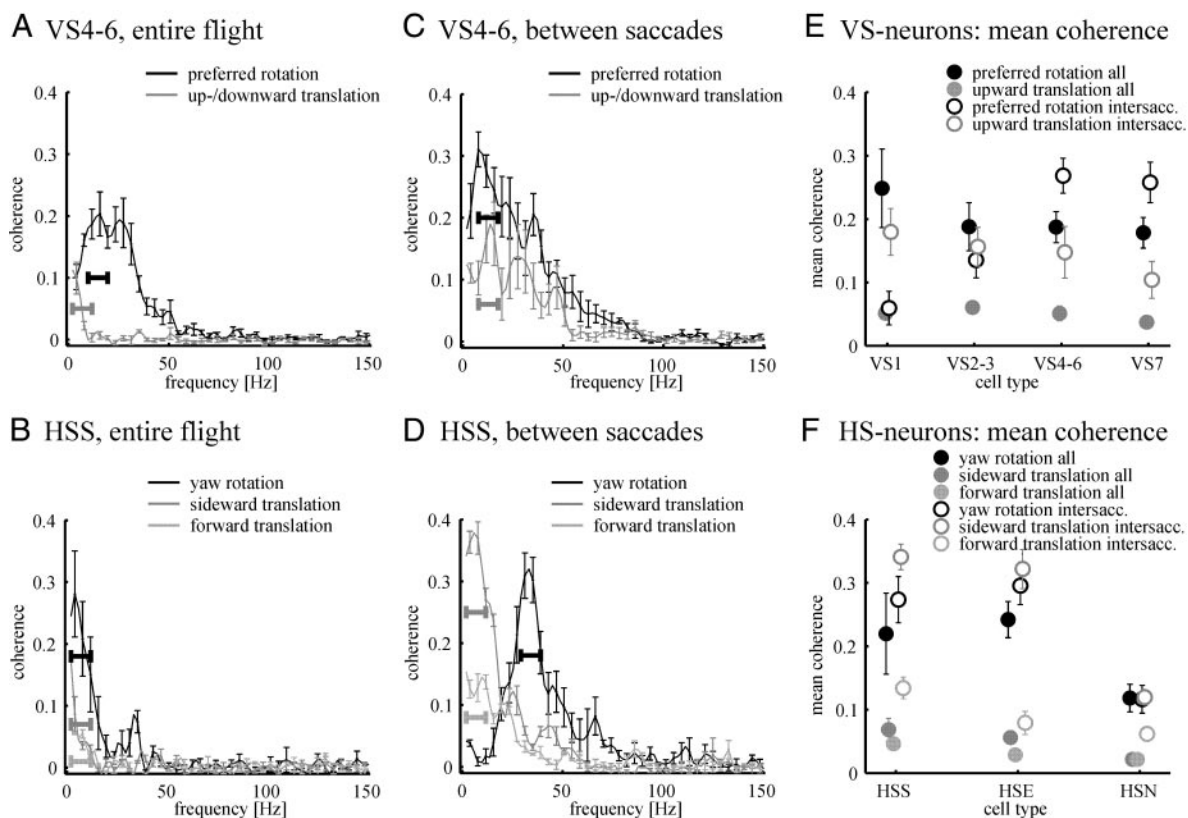 A VS4-6, entire flight
preferred rotation
up-/downward translation
0.4
0.3
0.2
0.1
0
coherence
0 50 100 150
frequency [Hz]
C VS4-6, between saccades
preferred rotation
up-/downward translation
0.4
0.3
0.2
0.1
0
coherence
0 50 100 150
frequency [Hz]
E VS-neurons: mean coherence
preferred rotation all
upward translation all
preferred rotation intersacc.
upward translation intersacc.
0.4
0.3
0.2
0.1
0
mean coherence
VS1 VS2-3 VS4-6 VS7
cell type
B HSS, entire flight
yaw rotation
sideward translation
forward translation
0.4
0.3
0.2
0.1
0
coherence
0 50 100 150
frequency [Hz]
D HSS, between saccades
yaw rotation
sideward translation
forward translation
0.4
0.3
0.2
0.1
0
coherence
0 50 100 150
frequency [Hz]
F HS-neurons: mean coherence
yaw rotation all
sideward translation all
forward translation all
yaw rotation intersacc.
sideward translation intersacc.
forward translation intersacc.
0.4
0.3
0.2
0.1
0
mean coherence
HSS HSE HSN
cell type